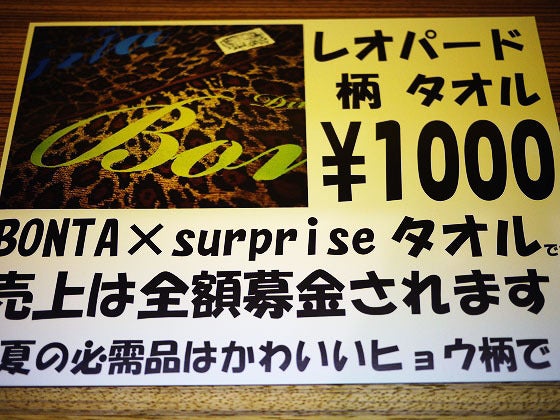 レオパード
柄 タオル
¥1000
Bon
BONTA×surprise タオルで
売上は全額募金されます
夏の必需品はかわいいヒョウ柄で